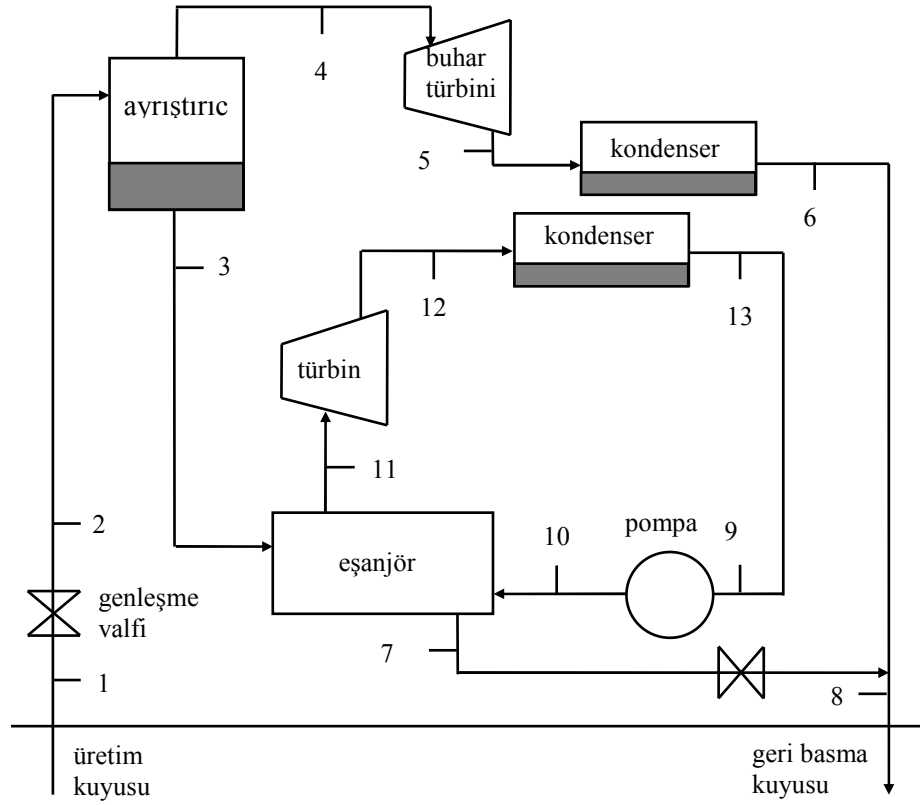 4
buhar
türbini
ayrıştırıc
kondenser
5
6
kondenser
3
12
13
türbin
11
2
10
pompa
9
eşanjör
genleşme
valfi
7
1
8
üretim
kuyusu
geri basma
kuyusu